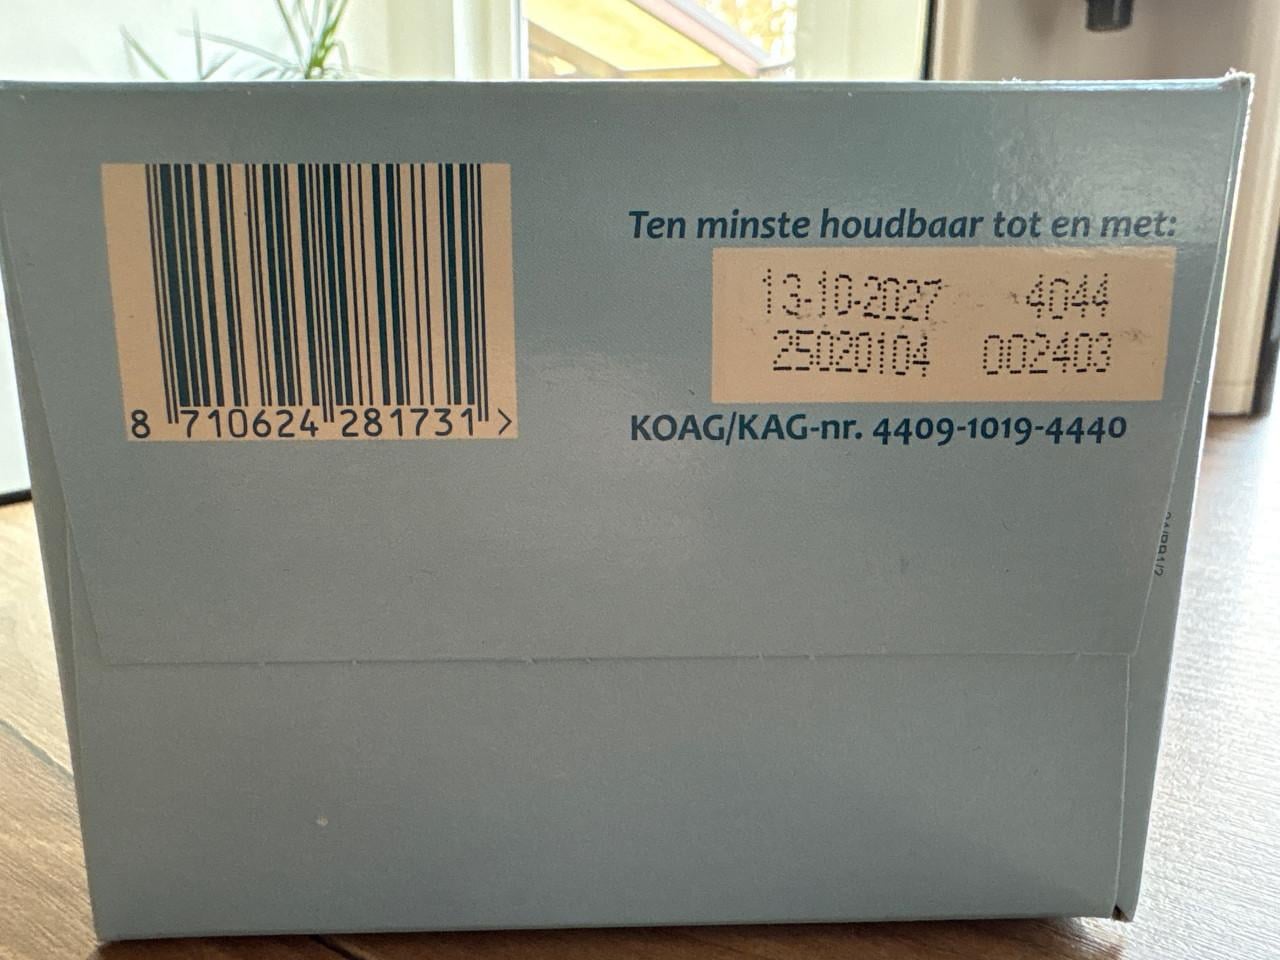 Ten minste houdbaar tot en met:
13-10-2027 4044
25020104 002403
KOAG/KAG-nr. 4409-1019-4440
8 710624 281731 >